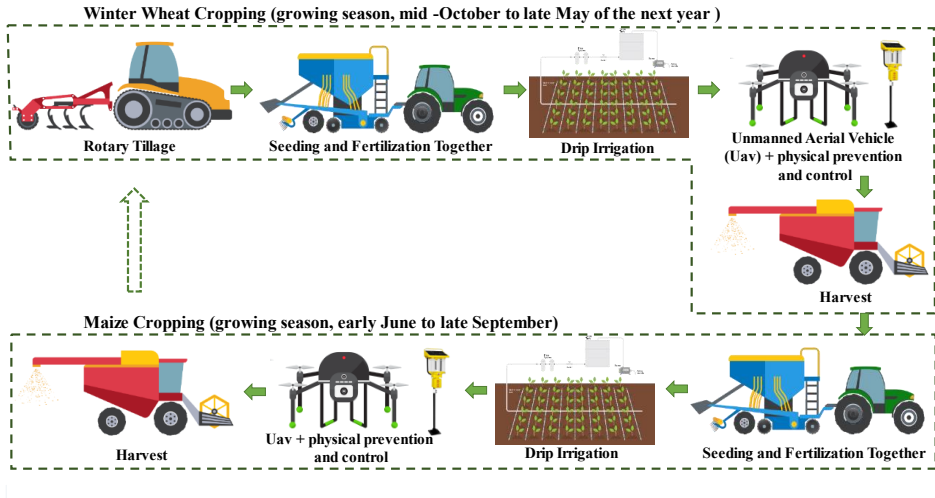 Winter Wheat Cropping (growing season, mid -October to late May of the next year )
Rotary Tillage
Seeding and Fertilization Together
Drip Irrigation
Unmanned Aerial Vehicle
(Uav) + physical prevention
and control
Harvest
Maize Cropping (growing season, early June to late September)
Harvest
Uav + physical prevention
and control
Drip Irrigation
Seeding and Fertilization Together